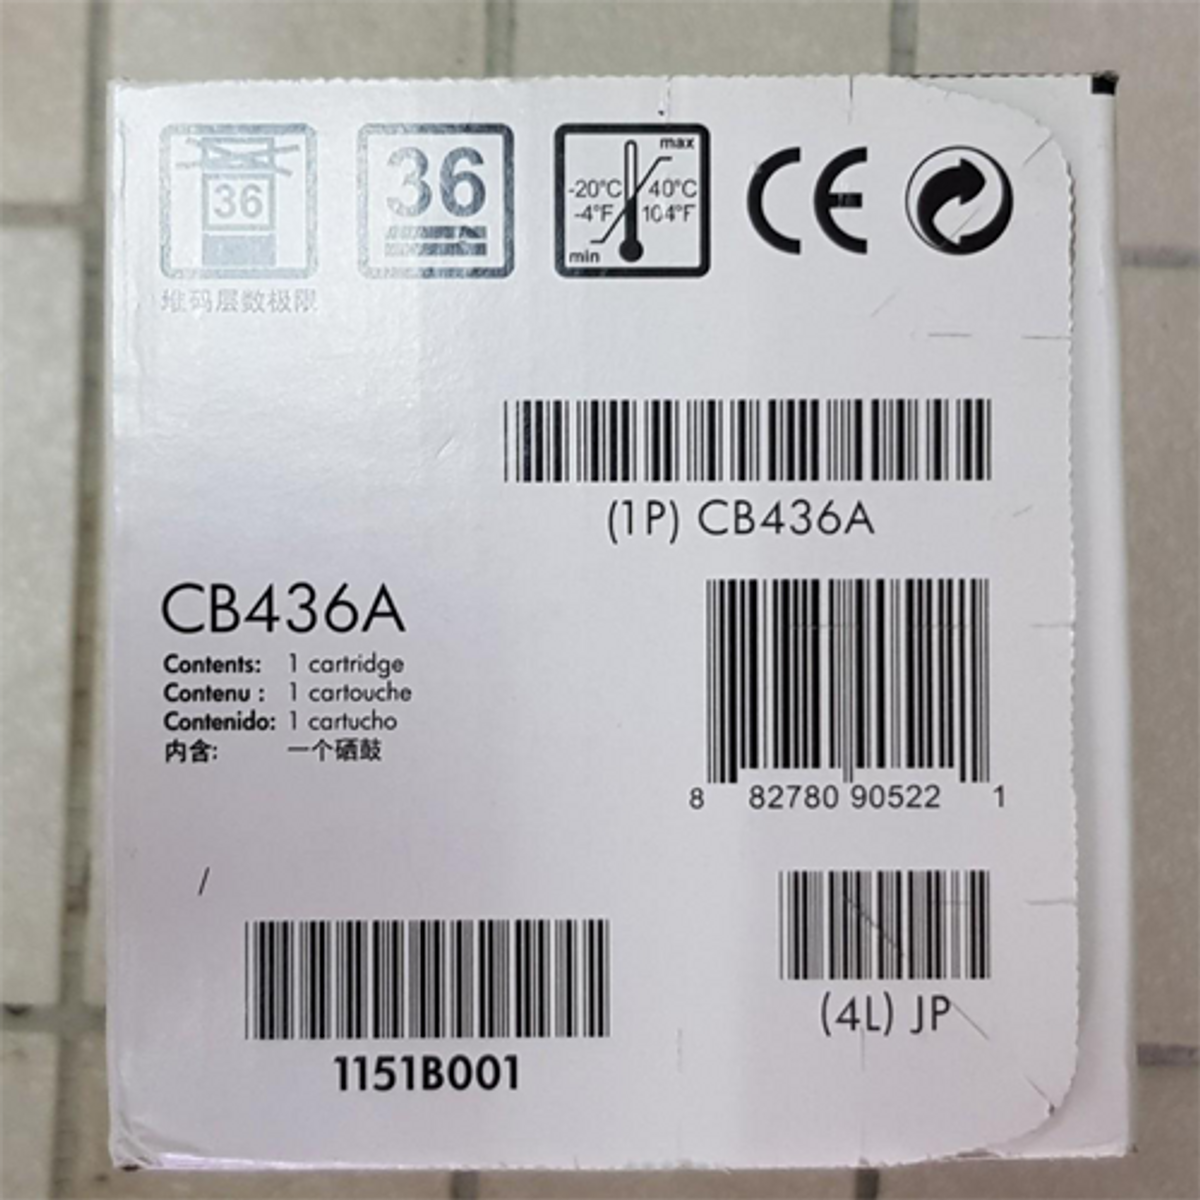 36
36
max
-20°C 40°C
-4°F 104°F
min
CE
堆码层数极限
(1P) CB436A
CB436A
Contents: 1 cartridge
Contenu : 1 cartouche
Contenido: 1 cartucho
内含: 一个硒鼓
8 82780 90522 1
/
(4L) JP
1151B001